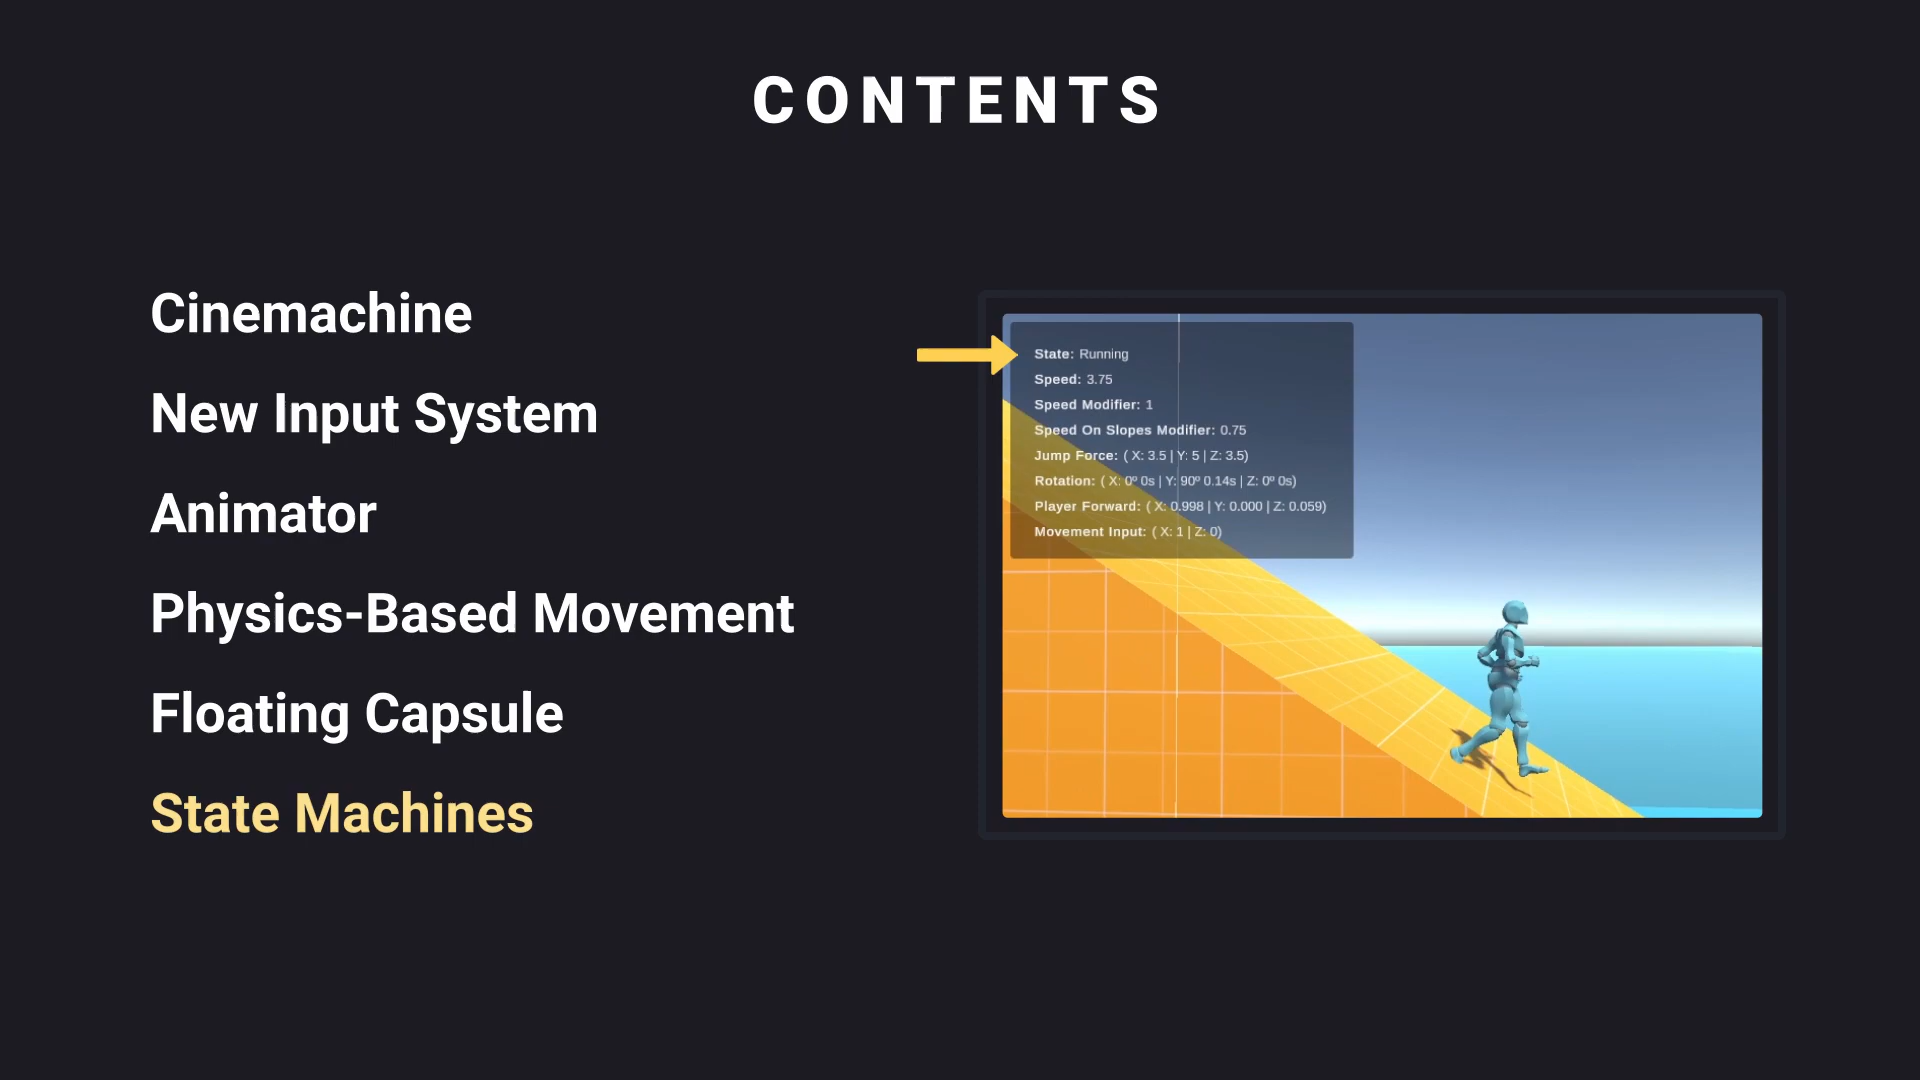 CONTENTS
Cinemachine
New Input System
Animator
Physics-Based Movement
Floating Capsule
State Machines
State: Running
Speed: 3.75
Speed Modifier: 1
Speed On Slopes Modifier: 0.75
Jump Force: ( X: 3.5 | Y: 5 | Z: 3.5)
Rotation: ( X: 0º 0s | Y: 90º 0.14s | Z: 0º 0s)
Player Forward: ( X: 0.998 | Y: 0.000 | Z: 0.059)
Movement Input: ( X: 1 | Z: 0)